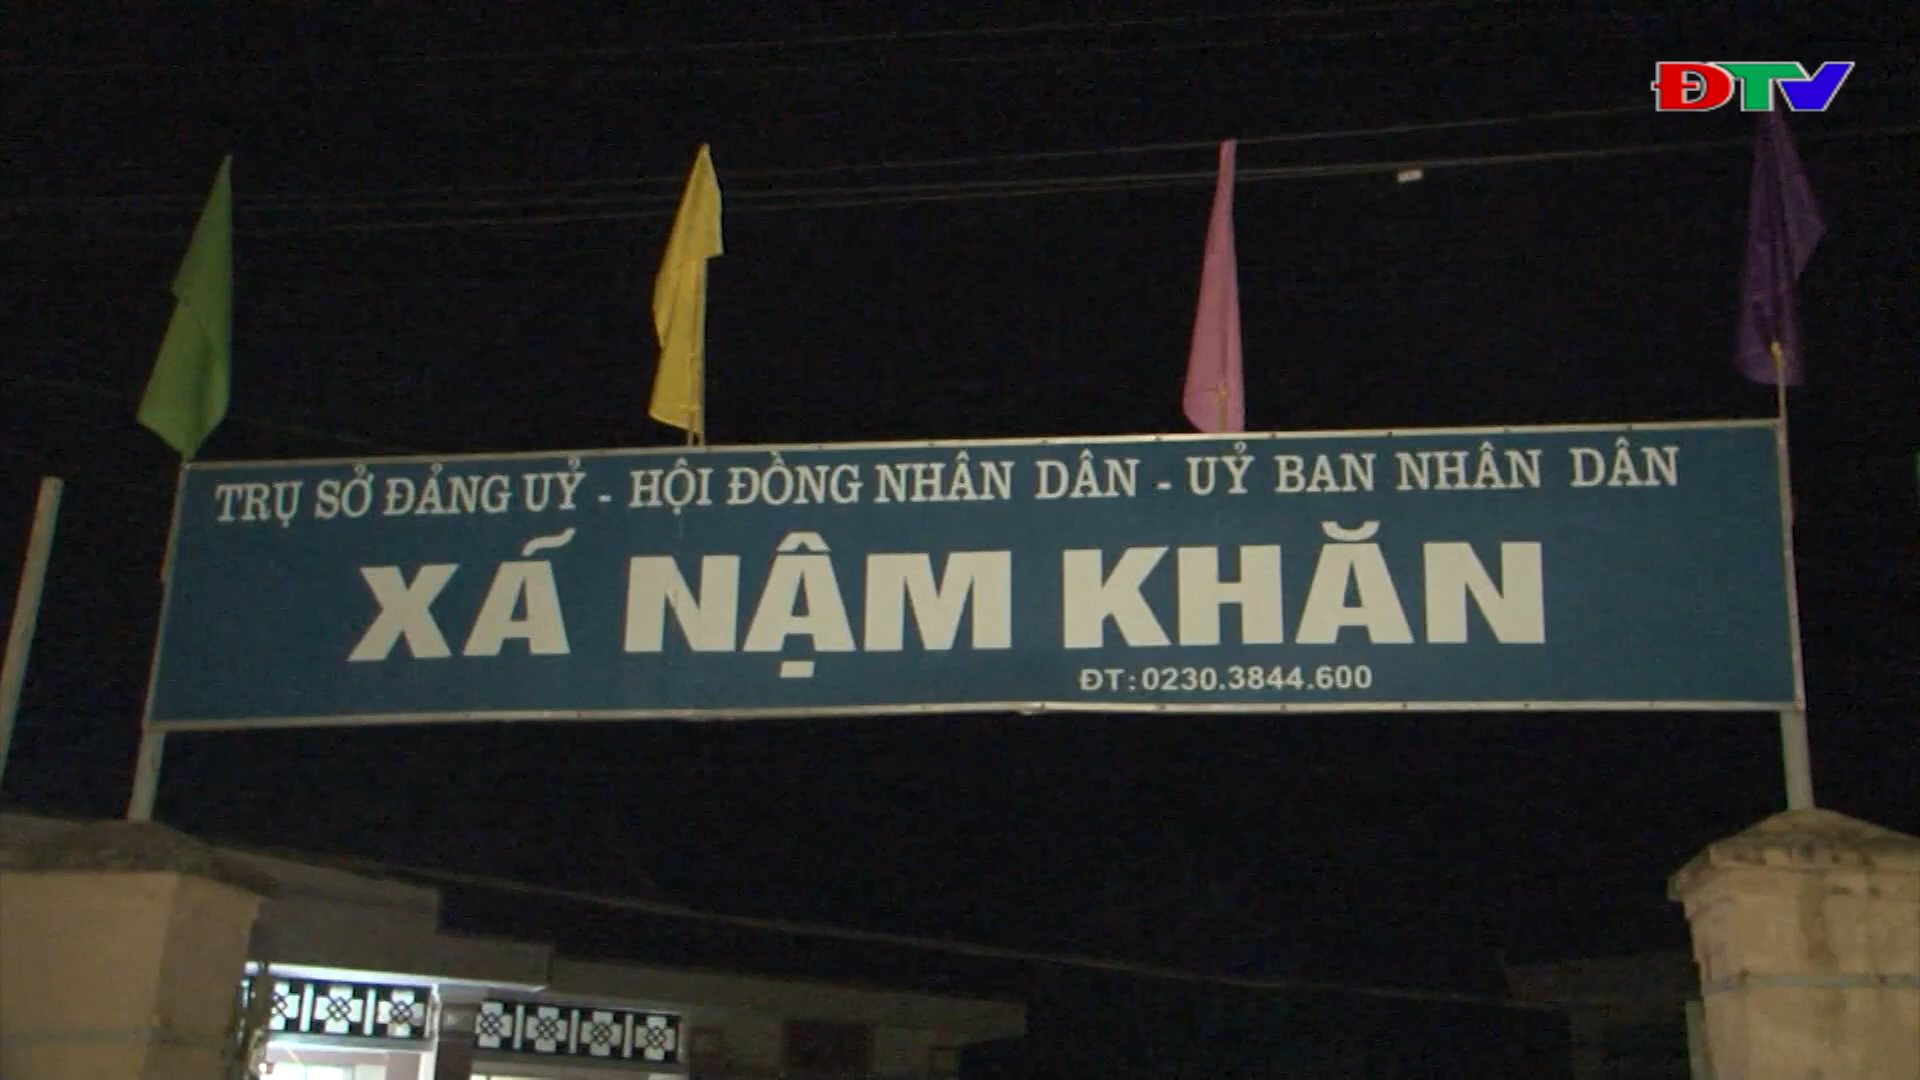 ĐTV
TRỤ SỞ ĐẢNG UỶ - HỘI ĐỒNG NHÂN DÂN - UỶ BAN NHÂN DÂN
XÃ NẬM KHĂN
ĐT:0230.3844.600